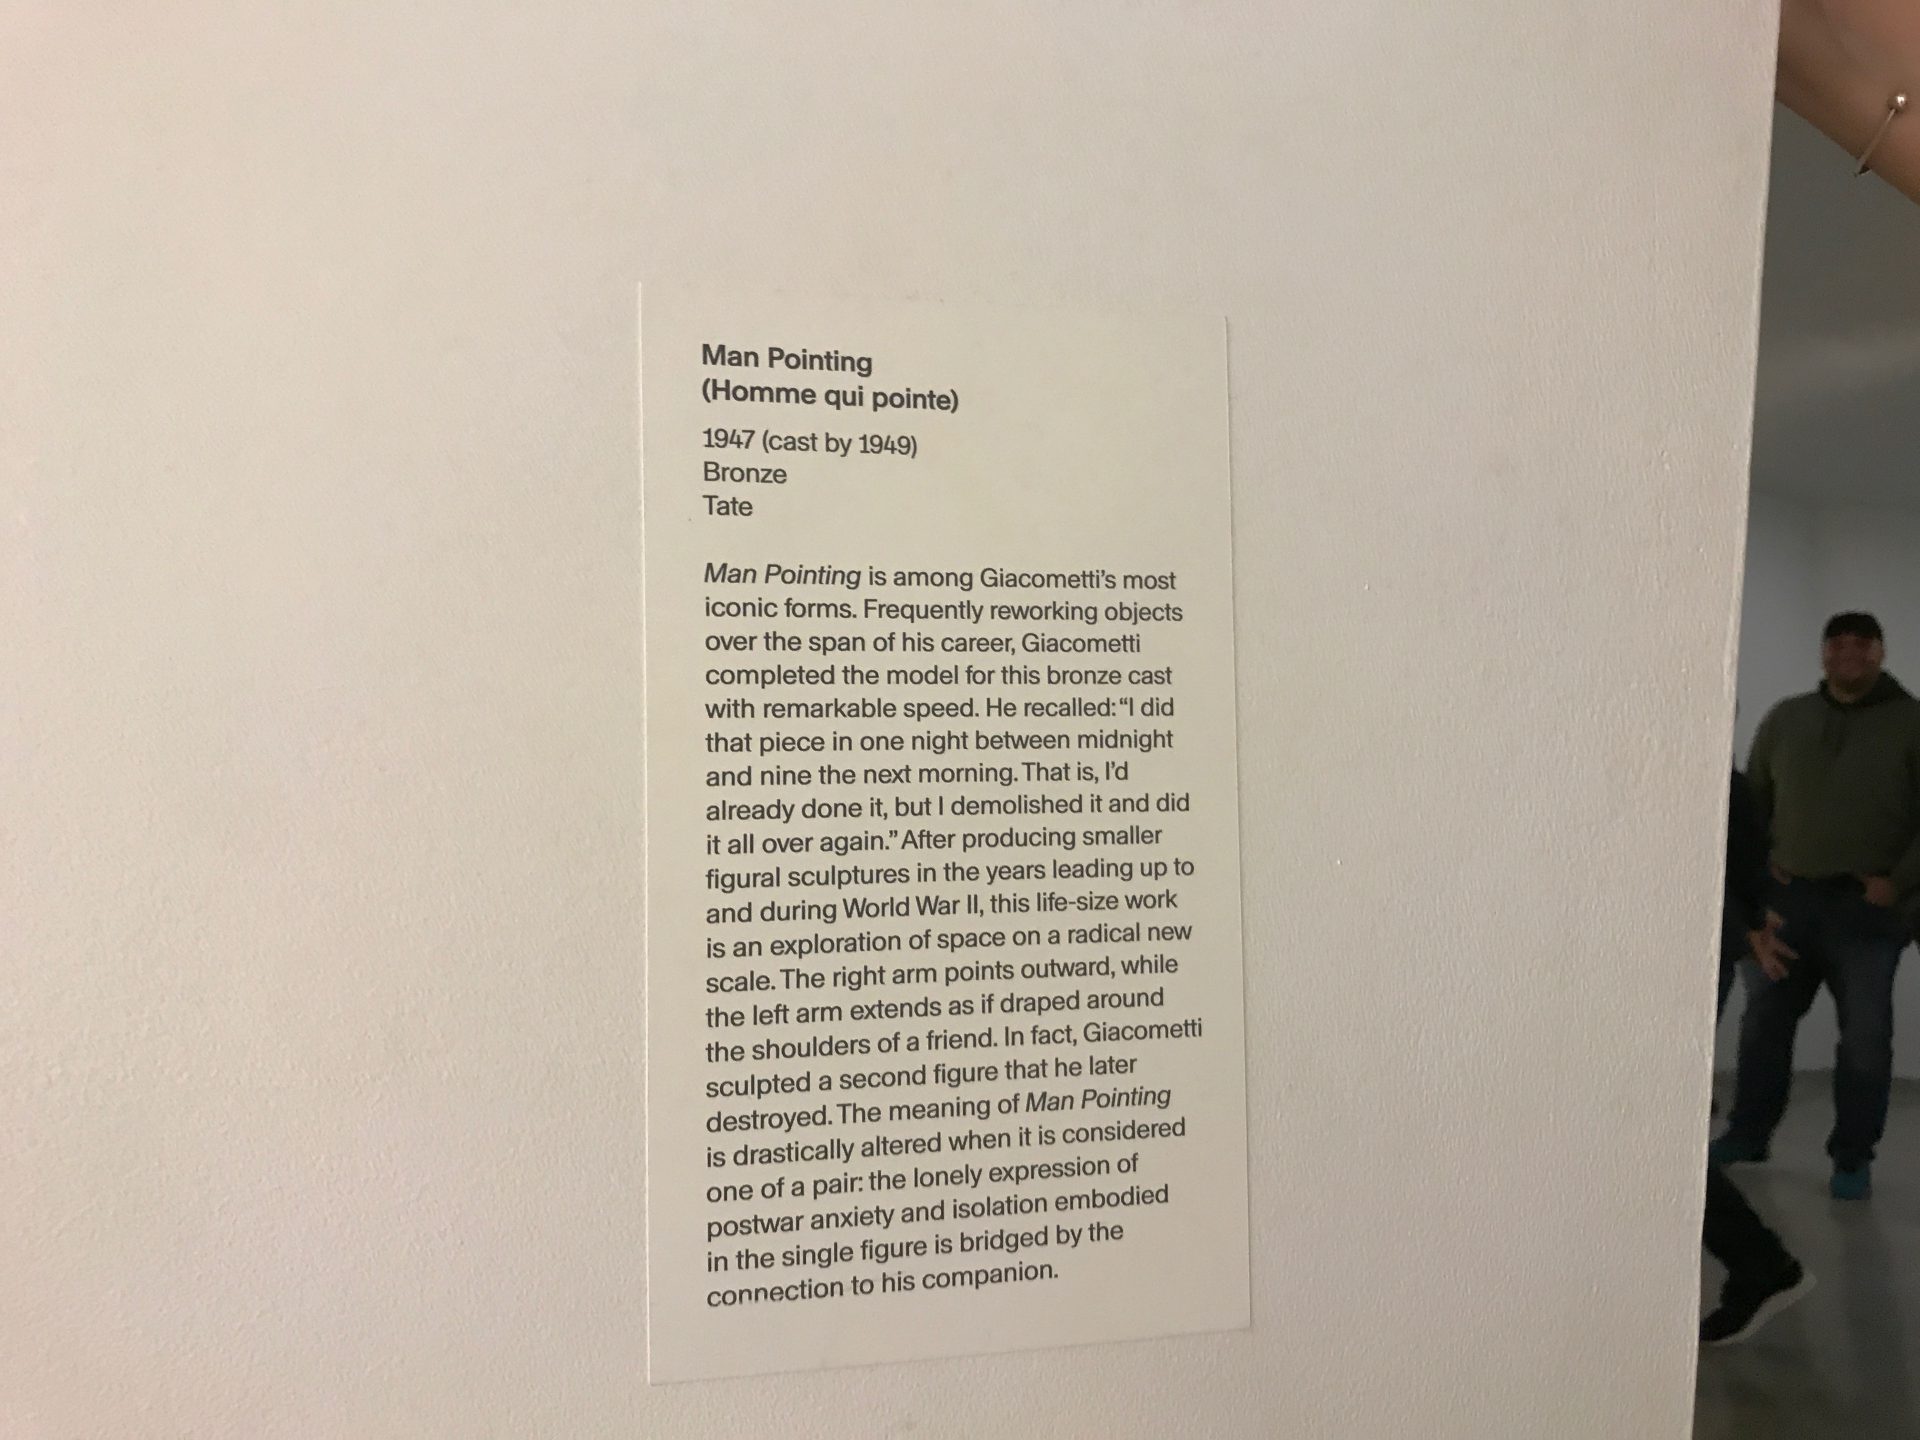 Man Pointing
(Homme qui pointe)
1947 (cast by 1949)
Bronze
Tate
Man Pointing is among Giacometti's most
iconic forms. Frequently reworking objects
over the span of his career, Giacometti
completed the model for this bronze cast
with remarkable speed. He recalled: “I did
that piece in one night between midnight
and nine the next morning. That is, I'd
already done it, but I demolished it and did
it all over again.” After producing smaller
figural sculptures in the years leading up to
and during World War II, this life-size work
is an exploration of space on a radical new
scale. The right arm points outward, while
the left arm extends as if draped around
the shoulders of a friend. In fact, Giacometti
sculpted a second figure that he later
destroyed. The meaning of Man Pointing
is drastically altered when it is considered
one of a pair: the lonely expression of
postwar anxiety and isolation embodied
in the single figure is bridged by the
connection to his companion.